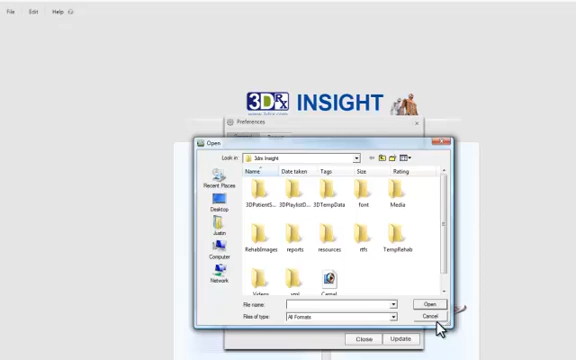 File Edit Help
3DRX INSIGHT
www.3drx.com
Preferences
Open
Look in 3drx Insight
Name Date taken Tags Size Rating
Recent Places
Desktop
Justin
Computer
Network
3DPatientS... 3DPlaylistD... 3DTempData font Media
RehabImages reports resources rtfs TempRehab
Videos xml Carmel
File name: Open
Files of type: All Formats Cancel
Close Update